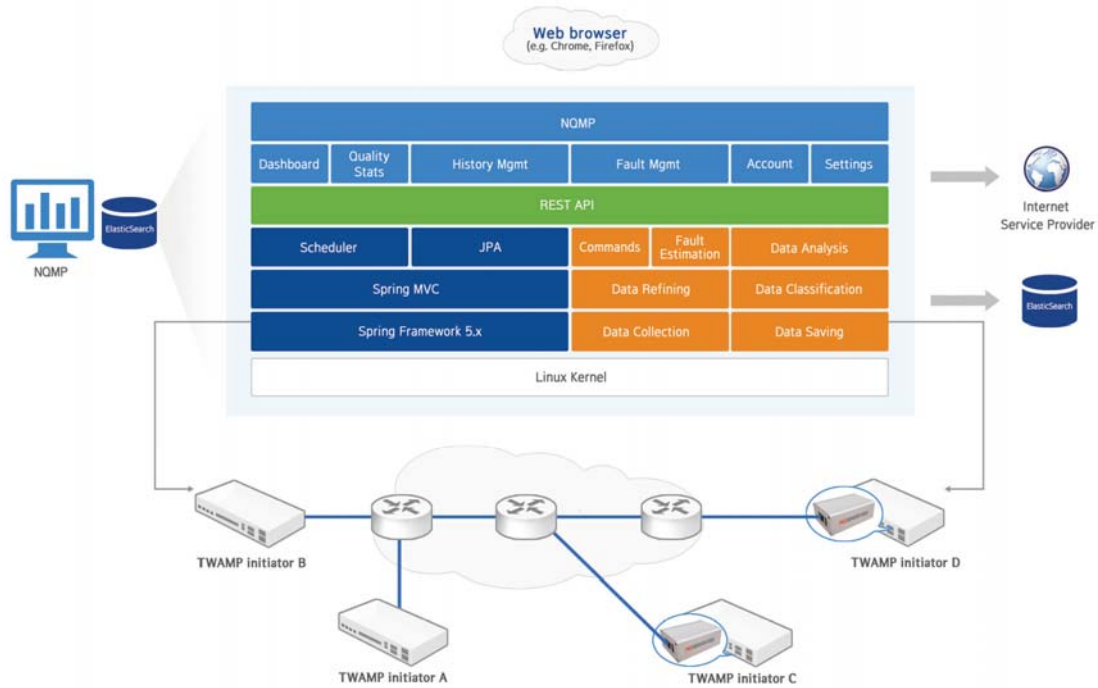 Web browser
(e.g. Chrome, Firefox)
NQMP
Dashboard
Quality
Stats
History Mgmt
Fault Mgmt
Account
Settings
REST API
Scheduler
JPA
Commands
Fault
Estimation
Data Analysis
Spring MVC
Data Refining
Data Classification
Spring Framework 5.x
Data Collection
Data Saving
Linux Kernel
ElasticSearch
NQMP
Internet
Service Provider
ElasticSearch
TWAMP initiator B
TWAMP initiator D
TWAMP initiator A
TWAMP initiator C